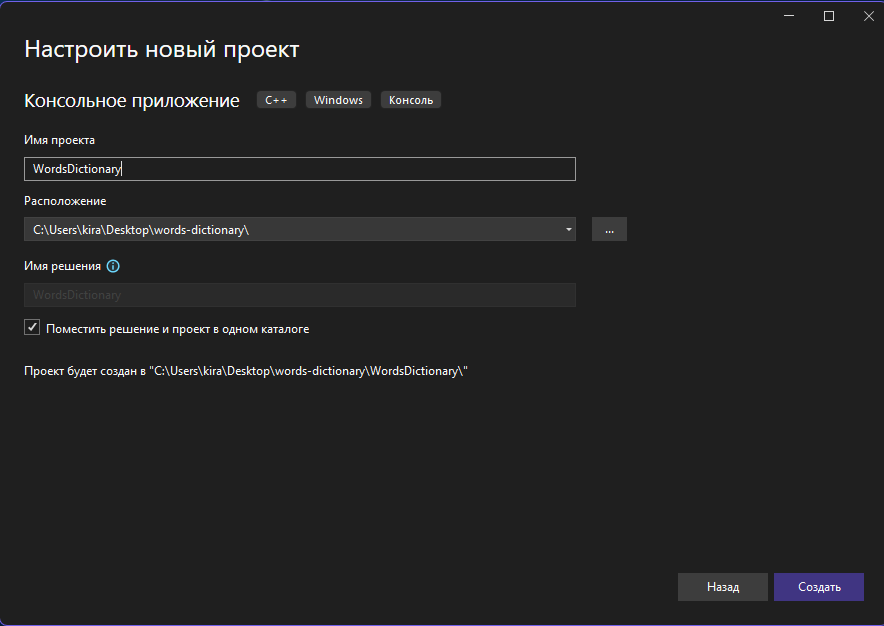 Настроить новый проект
Консольное приложение C++ Windows Консоль
Имя проекта
WordsDictionary
Расположение
C:\Users\kira\Desktop\words-dictionary\
...
Имя решения
WordsDictionary
Поместить решение и проект в одном каталоге
Проект будет создан в "C:\Users\kira\Desktop\words-dictionary\WordsDictionary\"
Назад Создать